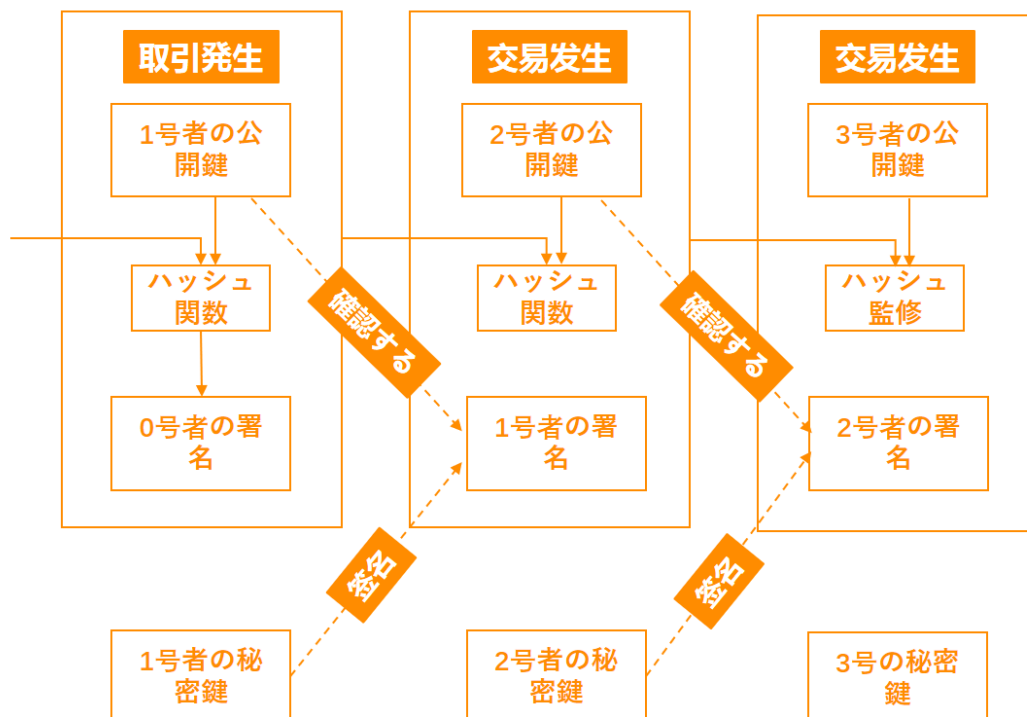 取引発生
交易发生
交易发生
1号者の公
開鍵
2号者の公
開鍵
3号者の公
開鍵
ハッシュ
関数
ハッシュ
関数
ハッシュ
監修
確認する
確認する
0号者の署
名
1号者の署
名
2号者の署
名
签名
签名
1号者の秘
密鍵
2号者の秘
密鍵
3号の秘密
鍵